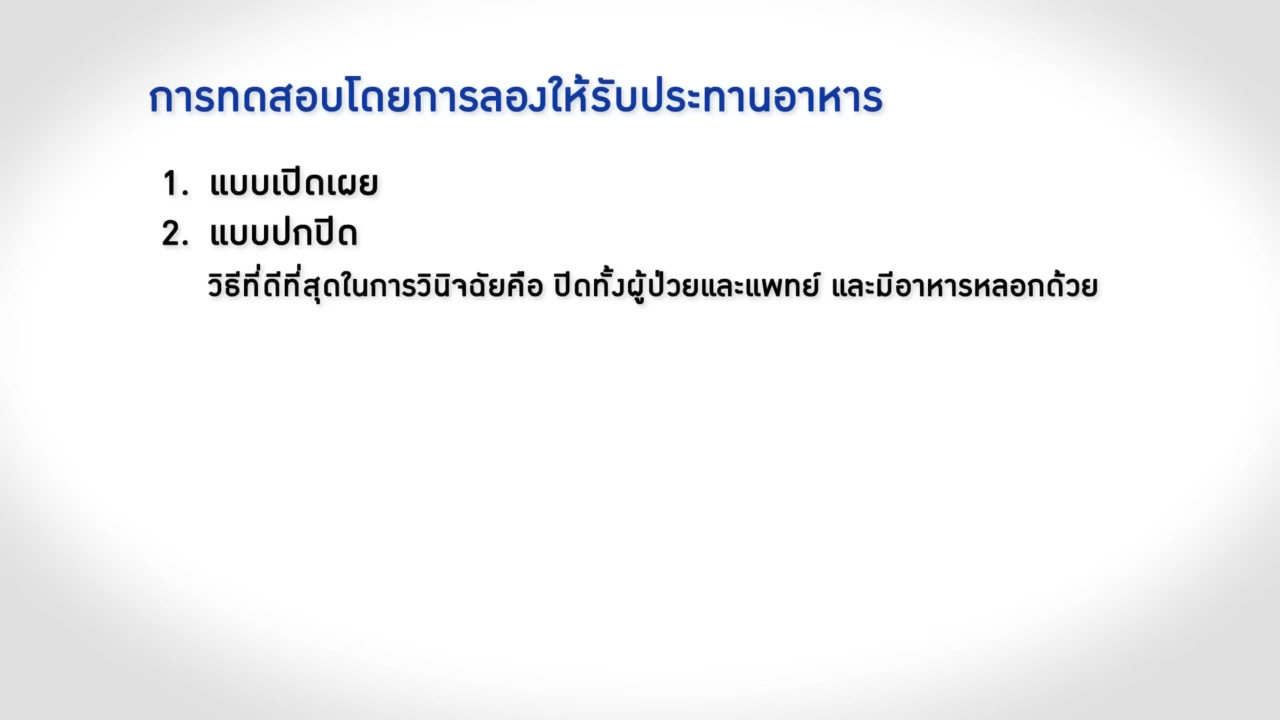 การทดสอบโดยการลองให้รับประทานอาหาร
1. แบบเปิดเผย
2. แบบปกปิด
วิธีที่ดีที่สุดในการวินิจฉัยคือ ปิดทั้งผู้ป่วยและแพทย์ และมีอาหารหลอกด้วย